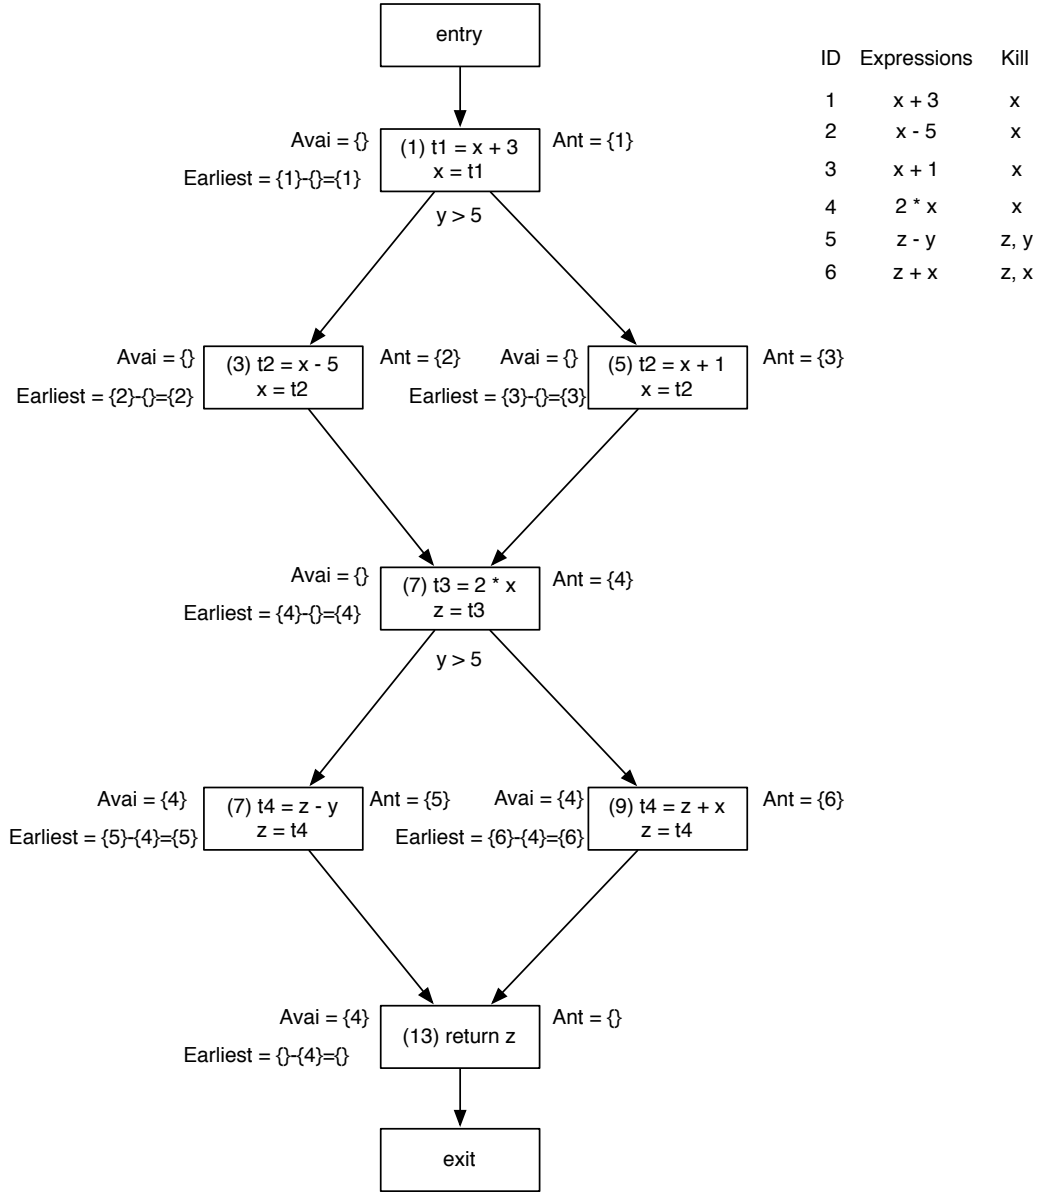 entry
ID Expressions Kill
1 x + 3 x
2 x - 5 x
3 x + 1 x
4 2 * x x
5 z - y z, y
6 z + x z, x
Avai = {}
(1) t1 = x + 3
x = t1
Ant = {1}
Earliest = {1}-{}={1}
y > 5
Avai = {}
(3) t2 = x - 5
x = t2
Ant = {2}
Earliest = {2}-{}={2}
Avai = {}
(5) t2 = x + 1
x = t2
Ant = {3}
Earliest = {3}-{}={3}
Avai = {}
(7) t3 = 2 * x
z = t3
Ant = {4}
Earliest = {4}-{}={4}
y > 5
Avai = {4}
(7) t4 = z - y
z = t4
Ant = {5}
Earliest = {5}-{4}={5}
Avai = {4}
(9) t4 = z + x
z = t4
Ant = {6}
Earliest = {6}-{4}={6}
Avai = {4}
(13) return z
Ant = {}
Earliest = {}-{4}={}
exit